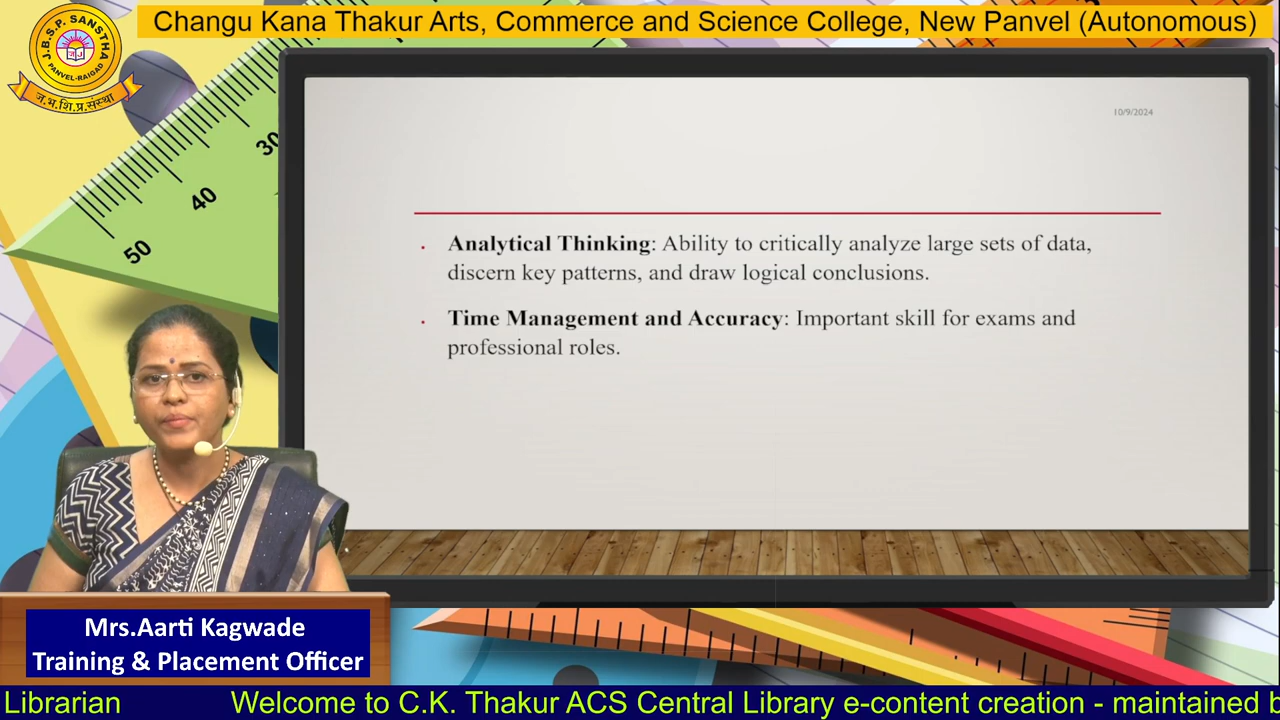 Changu Kana Thakur Arts, Commerce and Science College, New Panvel (Autonomous)
J.B.S.P. SANSTHA
PANVEL-RAIGAD
ज.भ.शि.प्र.संस्था
30
40
50
10/9/2024
Analytical Thinking: Ability to critically analyze large sets of data,
discern key patterns, and draw logical conclusions.
Time Management and Accuracy: Important skill for exams and
professional roles.
Mrs.Aarti Kagwade
Training & Placement Officer
Librarian Welcome to C.K. Thakur ACS Central Library e-content creation - maintained b